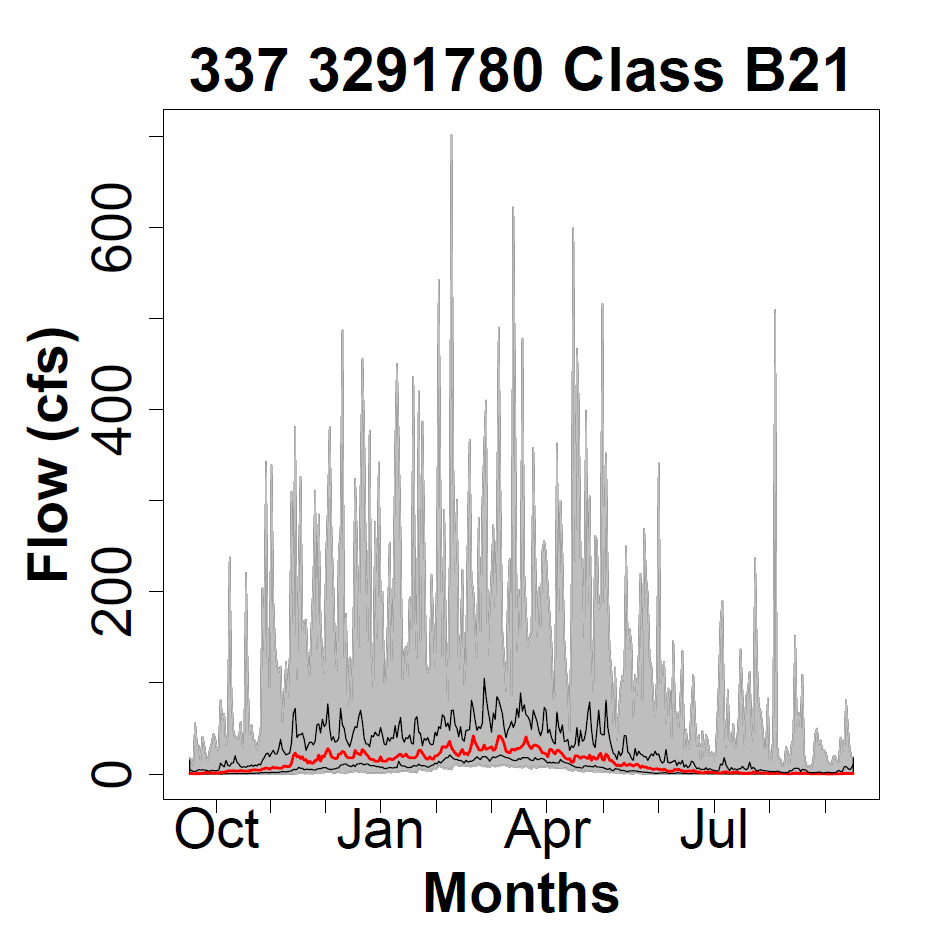 337 3291780 Class B21
Flow (cfs)
600
400
200
0
Oct Jan Apr Jul
Months